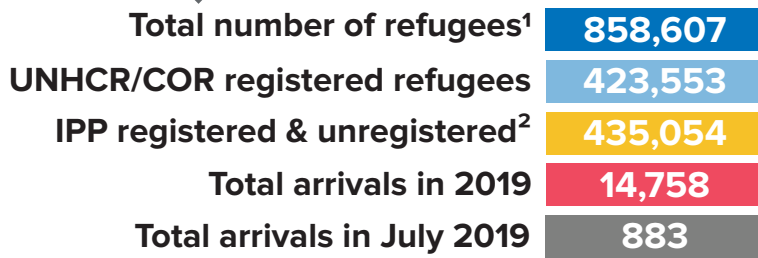 Total number of refugees¹ 858,607
UNHCR/COR registered refugees 423,553
IPP registered & unregistered² 435,054
Total arrivals in 2019 14,758
Total arrivals in July 2019 883